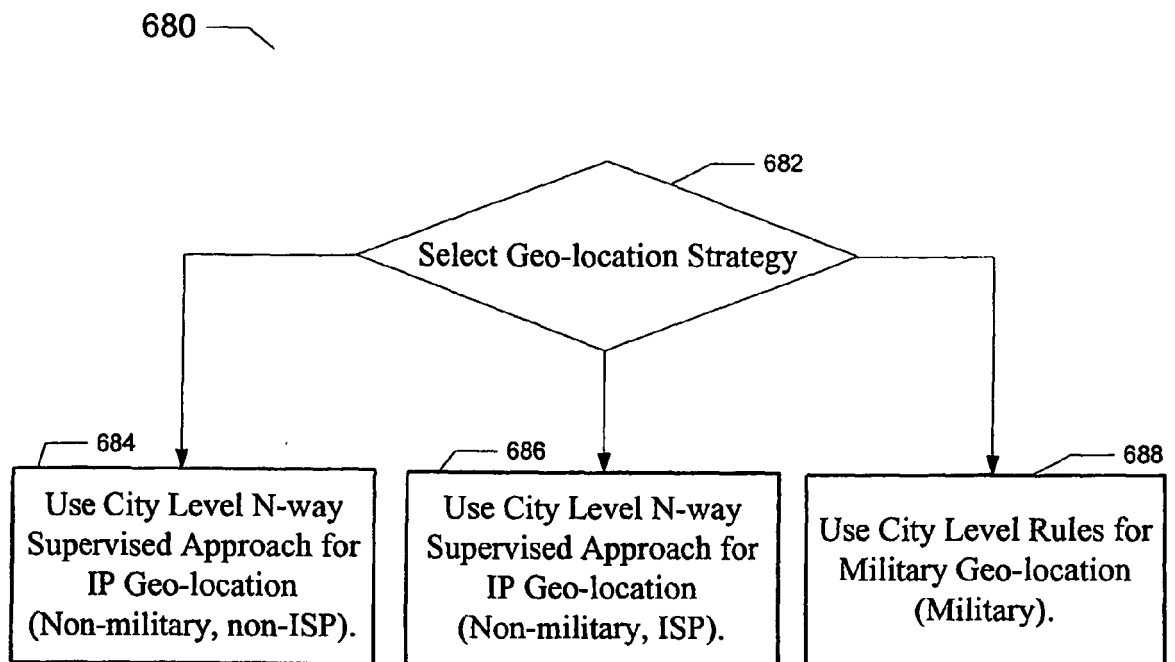 680
682
Select Geo-location Strategy
684
Use City Level N-way
Supervised Approach for
IP Geo-location
(Non-military, non-ISP).
686
Use City Level N-way
Supervised Approach for
IP Geo-location
(Non-military, ISP).
688
Use City Level Rules for
Military Geo-location
(Military).